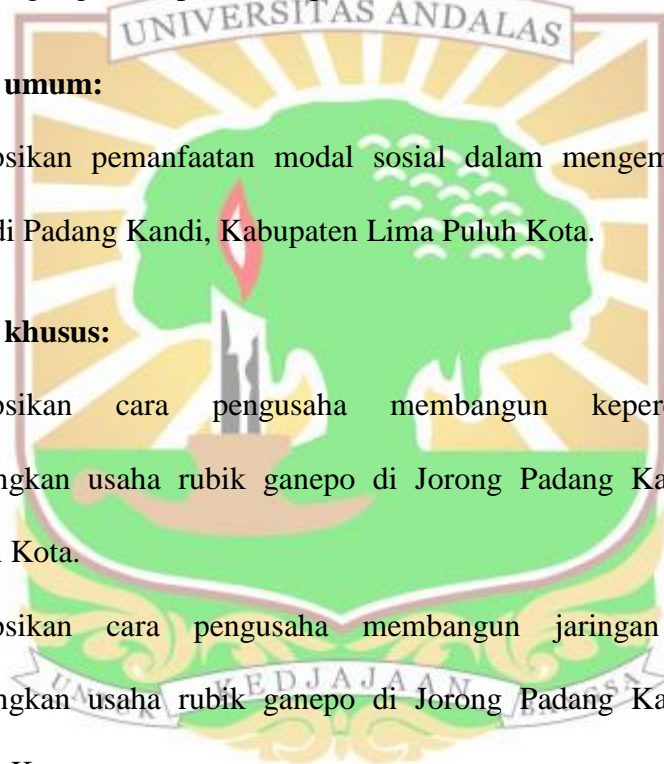 UNIVERSITAS ANDALAS
umum:
osikan pemanfaatan modal sosial dalam mengem
di Padang Kandi, Kabupaten Lima Puluh Kota.
khusus:
osikan cara pengusaha membangun keper
ngkan usaha rubik ganepo di Jorong Padang Ka
Kota.
osikan cara pengusaha membangun jaringan
ngkan usaha rubik ganepo di Jorong Padang Ka
UNTUK KEDJAJAAN BANGSA